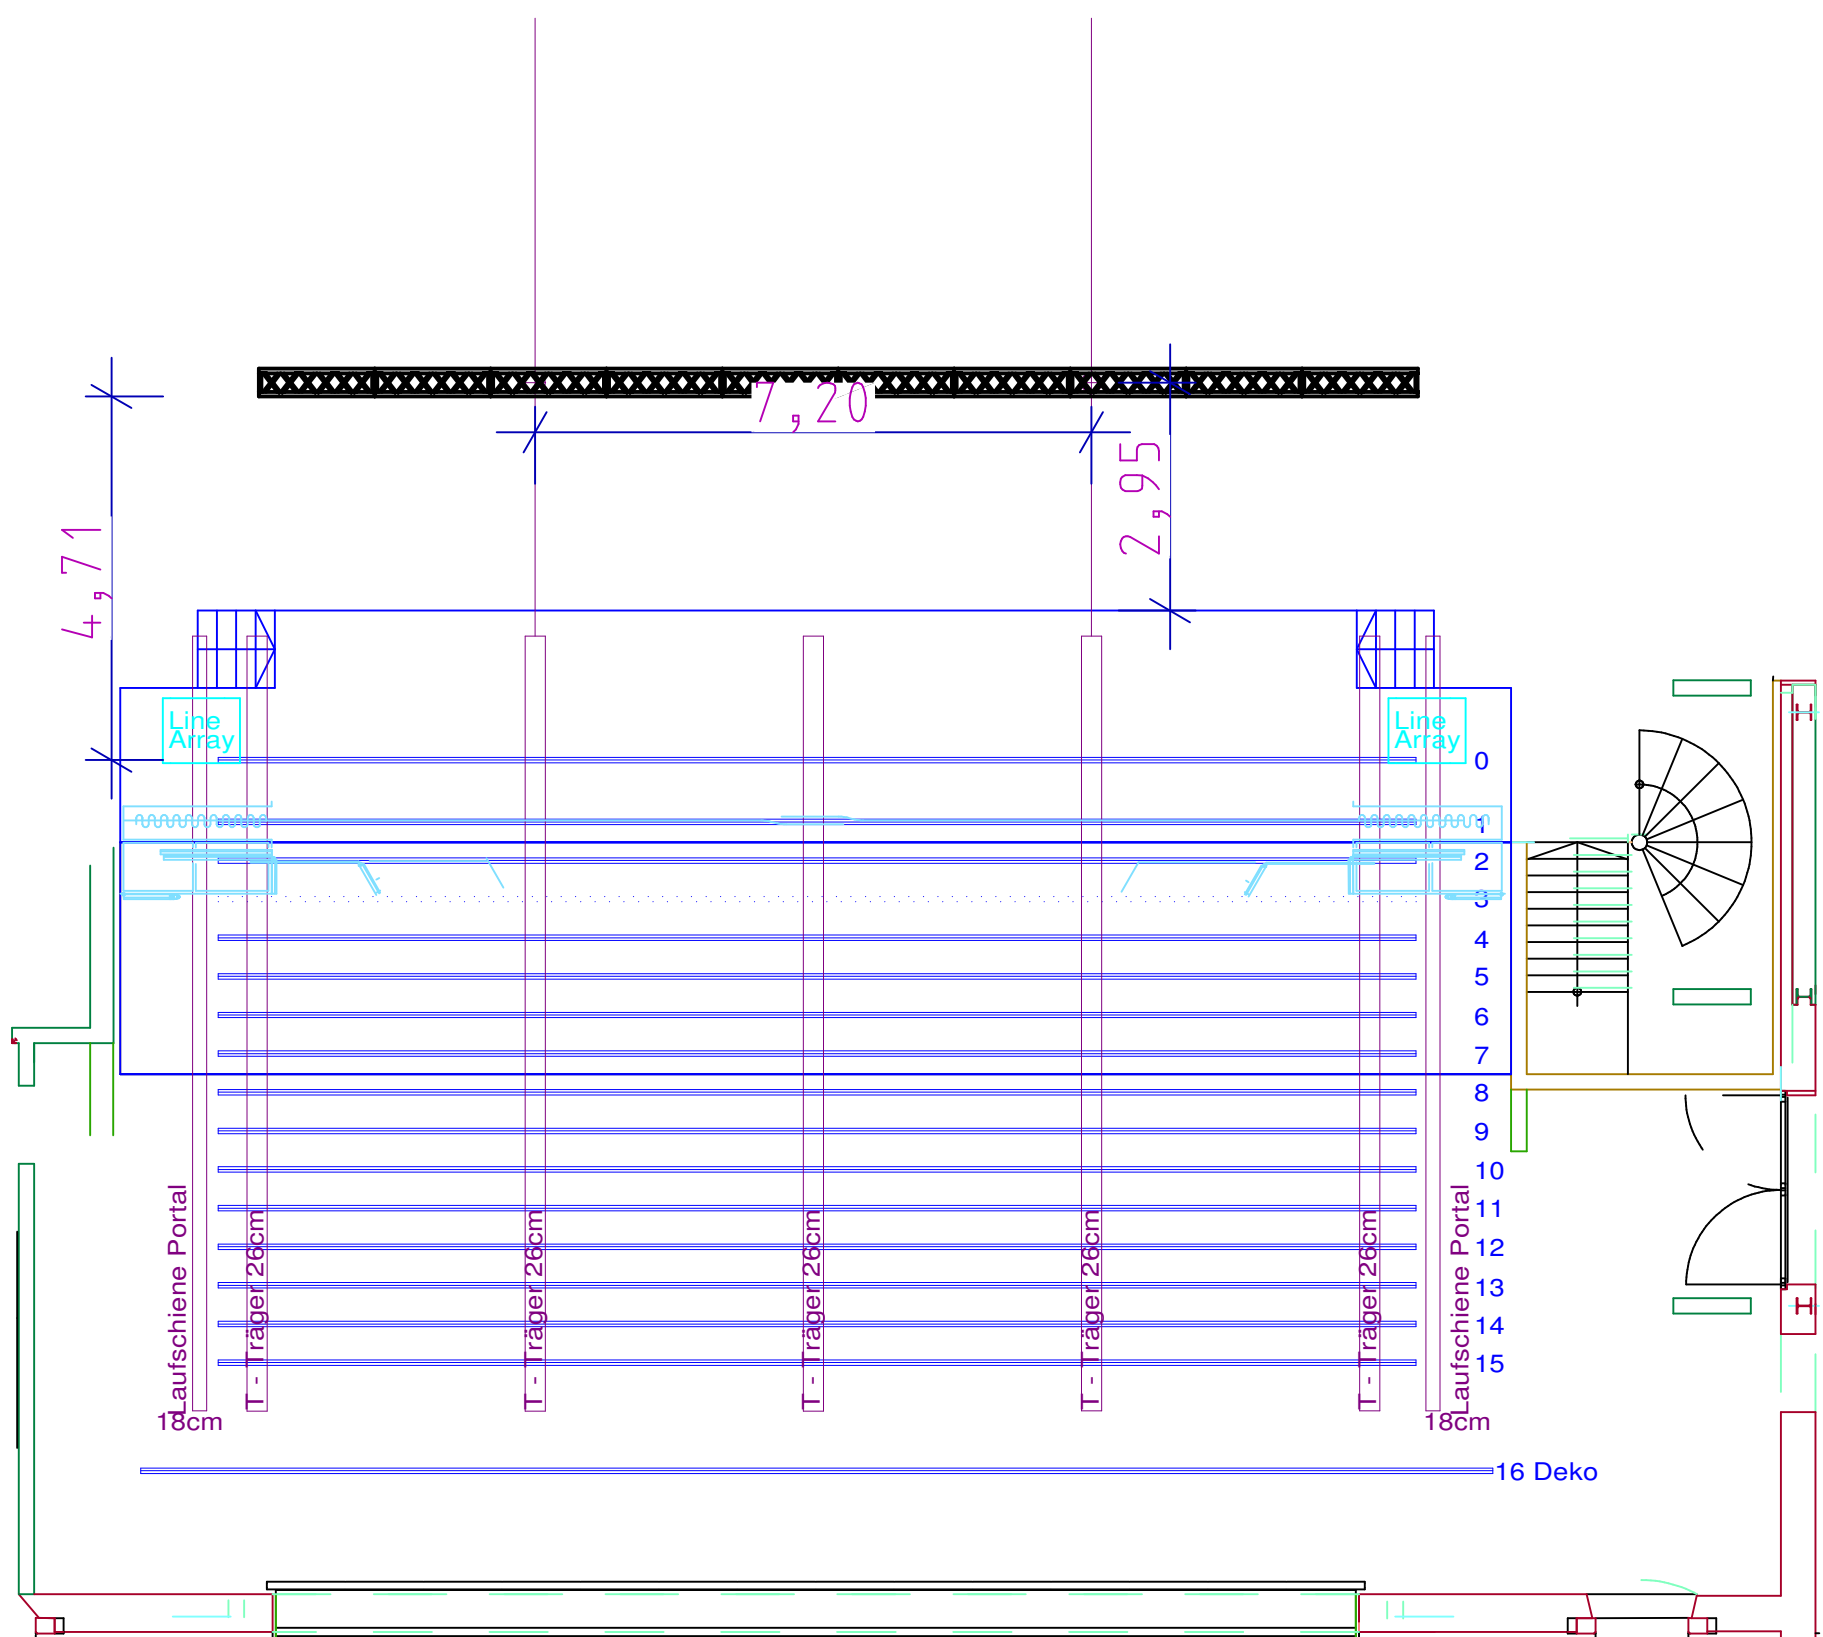 7,20
2,95
4,71
Line
Array
Line
Array
0
1
2
3
4
5
6
7
8
9
10
11
12
13
14
15
Laufschiene Portal
18cm
T - Träger 26cm
T - Träger 26cm
T - Träger 26cm
T - Träger 26cm
T - Träger 26cm
Laufschiene Portal
18cm
16 Deko